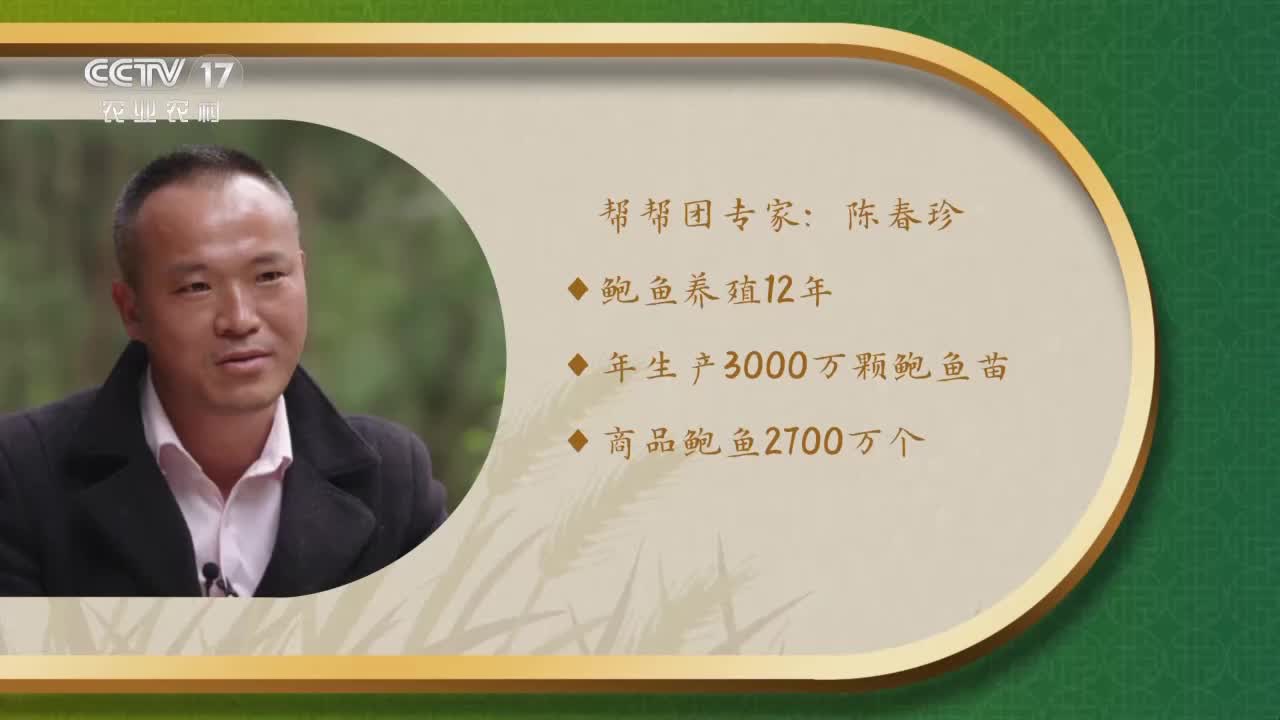 CCTV 17
农业农村
帮帮团专家：陈春珍
◆鲍鱼养殖12年
◆年生产3000万颗鲍鱼苗
◆商品鲍鱼2700万个